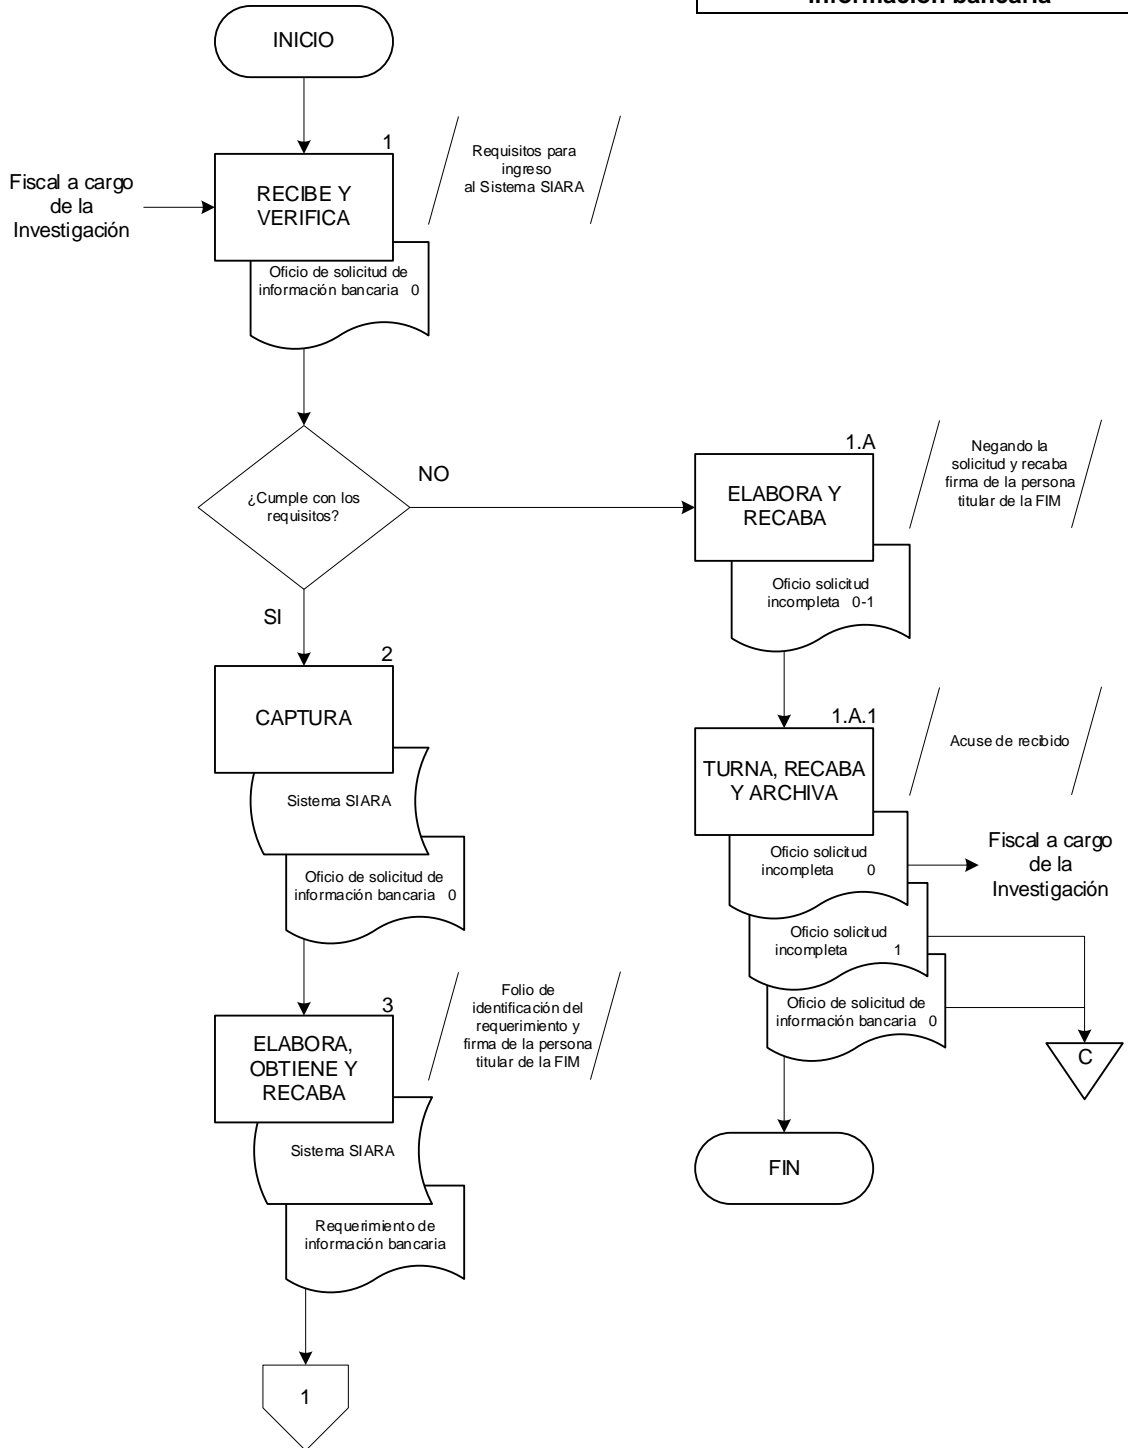 información bancaria
INICIO
1
Requisitos para
ingreso
al Sistema SIARA
Fiscal a cargo
de la
Investigación
RECIBE Y
VERIFICA
Oficio de solicitud de
información bancaria 0
¿Cumple con los
requisitos?
NO
SI
1.A
Negando la
solicitud y recaba
firma de la persona
titular de la FIM
ELABORA Y
RECABA
Oficio solicitud
incompleta 0-1
2
CAPTURA
Sistema SIARA
Oficio de solicitud de
información bancaria 0
1.A.1
Acuse de recibido
TURNA, RECABA
Y ARCHIVA
Oficio solicitud
incompleta 0
Fiscal a cargo
de la
Investigación
Oficio solicitud
incompleta 1
Oficio de solicitud de
información bancaria 0
C
FIN
3
Folio de
identificación del
requerimiento y
firma de la persona
titular de la FIM
ELABORA,
OBTIENE Y
RECABA
Sistema SIARA
Requerimiento de
información bancaria
1